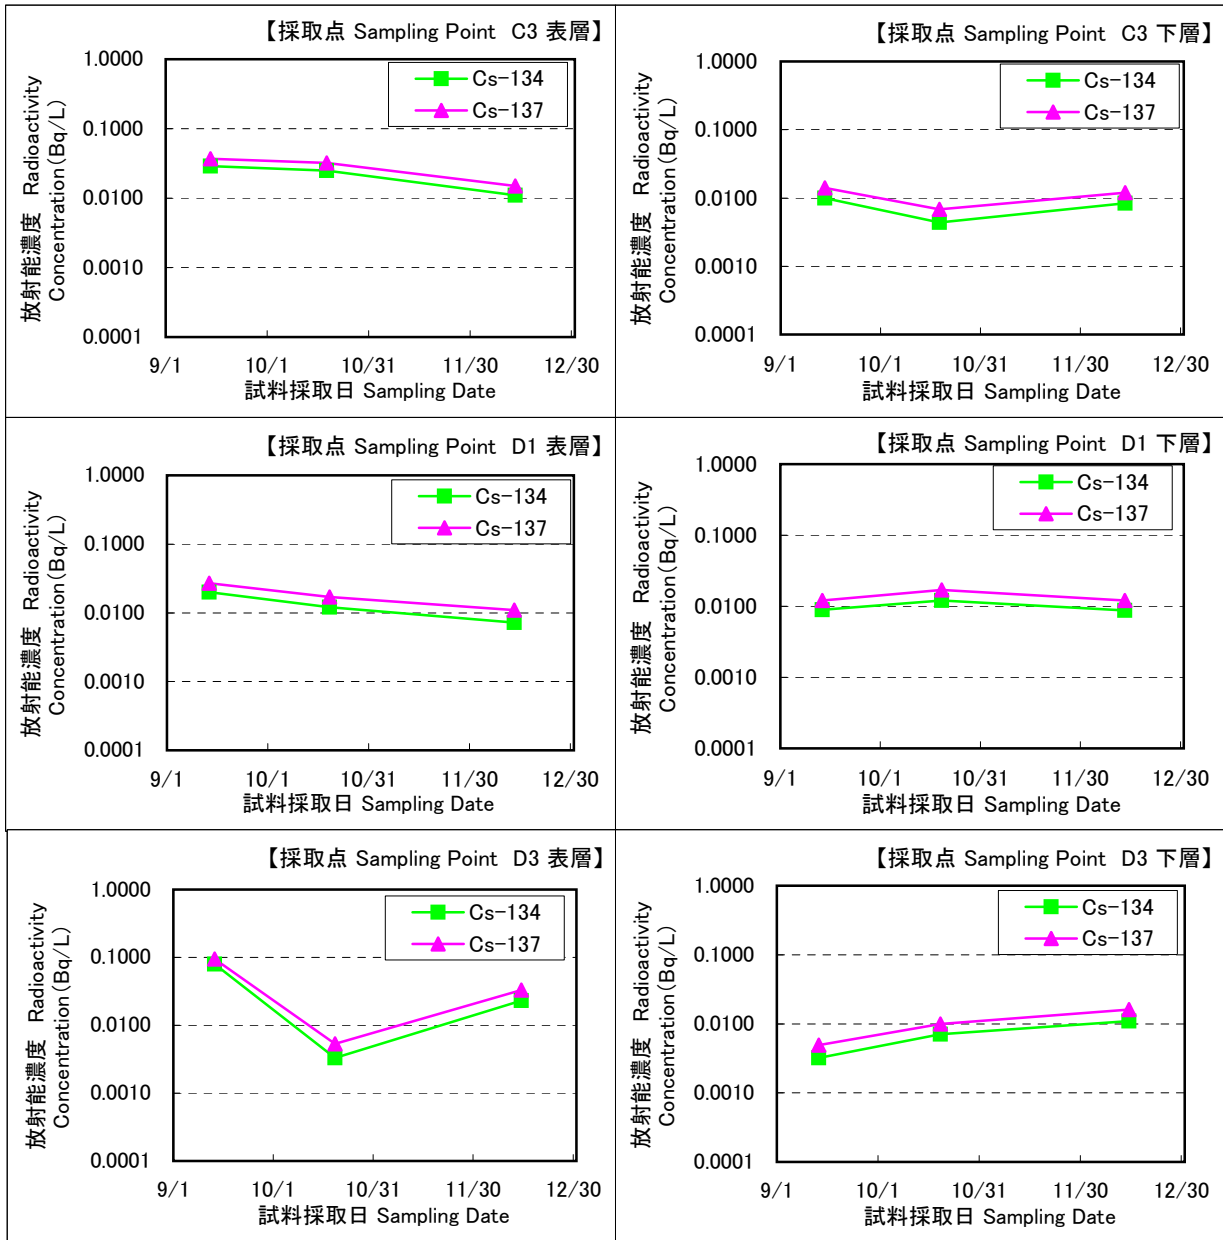 【採取点 Sampling Point C3 表層】
放射能濃度 Radioactivity
Concentration(Bq/L)
1.0000
0.1000
0.0100
0.0010
0.0001
Cs-134
Cs-137
9/1 10/1 10/31 11/30 12/30
試料採取日 Sampling Date
【採取点 Sampling Point C3 下層】
放射能濃度 Radioactivity
Concentration(Bq/L)
1.0000
0.1000
0.0100
0.0010
0.0001
Cs-134
Cs-137
9/1 10/1 10/31 11/30 12/30
試料採取日 Sampling Date
【採取点 Sampling Point D1 表層】
放射能濃度 Radioactivity
Concentration(Bq/L)
1.0000
0.1000
0.0100
0.0010
0.0001
Cs-134
Cs-137
9/1 10/1 10/31 11/30 12/30
試料採取日 Sampling Date
【採取点 Sampling Point D1 下層】
放射能濃度 Radioactivity
Concentration(Bq/L)
1.0000
0.1000
0.0100
0.0010
0.0001
Cs-134
Cs-137
9/1 10/1 10/31 11/30 12/30
試料採取日 Sampling Date
【採取点 Sampling Point D3 表層】
放射能濃度 Radioactivity
Concentration(Bq/L)
1.0000
0.1000
0.0100
0.0010
0.0001
Cs-134
Cs-137
9/1 10/1 10/31 11/30 12/30
試料採取日 Sampling Date
【採取点 Sampling Point D3 下層】
放射能濃度 Radioactivity
Concentration(Bq/L)
1.0000
0.1000
0.0100
0.0010
0.0001
Cs-134
Cs-137
9/1 10/1 10/31 11/30 12/30
試料採取日 Sampling Date